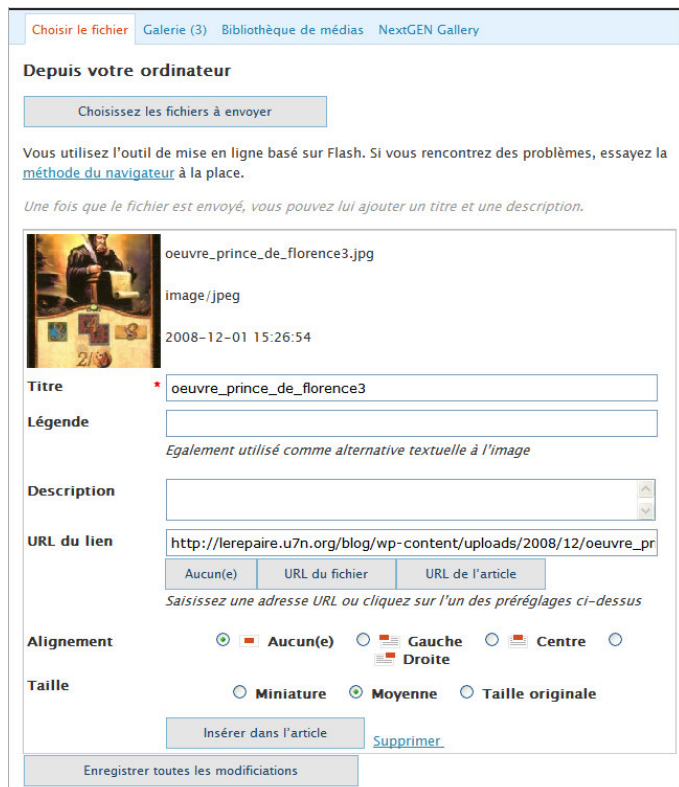 Choisir le fichier Galerie (3) Bibliothèque de médias NextGEN Gallery
Depuis votre ordinateur
Choisissez les fichiers à envoyer
Vous utilisez l'outil de mise en ligne basé sur Flash. Si vous rencontrez des problèmes, essayez la
méthode du navigateur à la place.
Une fois que le fichier est envoyé, vous pouvez lui ajouter un titre et une description.
oeuvre_prince_de_florence3.jpg
image/jpeg
2008-12-01 15:26:54
2/
Titre * oeuvre_prince_de_florence3
Légende
Egalement utilisé comme alternative textuelle à l'image
Description
URL du lien http://lerepaire.u7n.org/blog/wp-content/uploads/2008/12/oeuvre_pr
Aucun(e) URL du fichier URL de l'article
Saisissez une adresse URL ou cliquez sur l'un des préréglages ci-dessus
Alignement Aucun(e) Gauche Centre
Droite
Taille Miniature Moyenne Taille originale
Insérer dans l'article Supprimer
Enregistrer toutes les modificiations